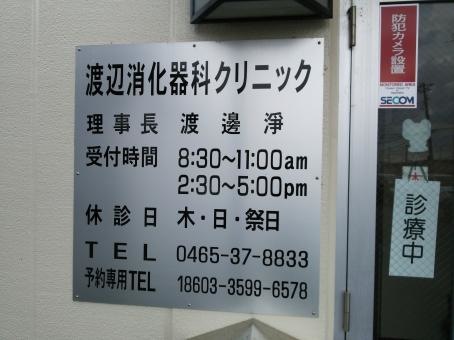 渡辺消化器科クリニック
理事長 渡邊 淨
受付時間 8:30~11:00am
2:30~5:00pm
休診日 木・日・祭日
TEL 0465-37-8833
予約専用TEL 18603-3599-6578
防犯カメラ設置
SECOM
診療中